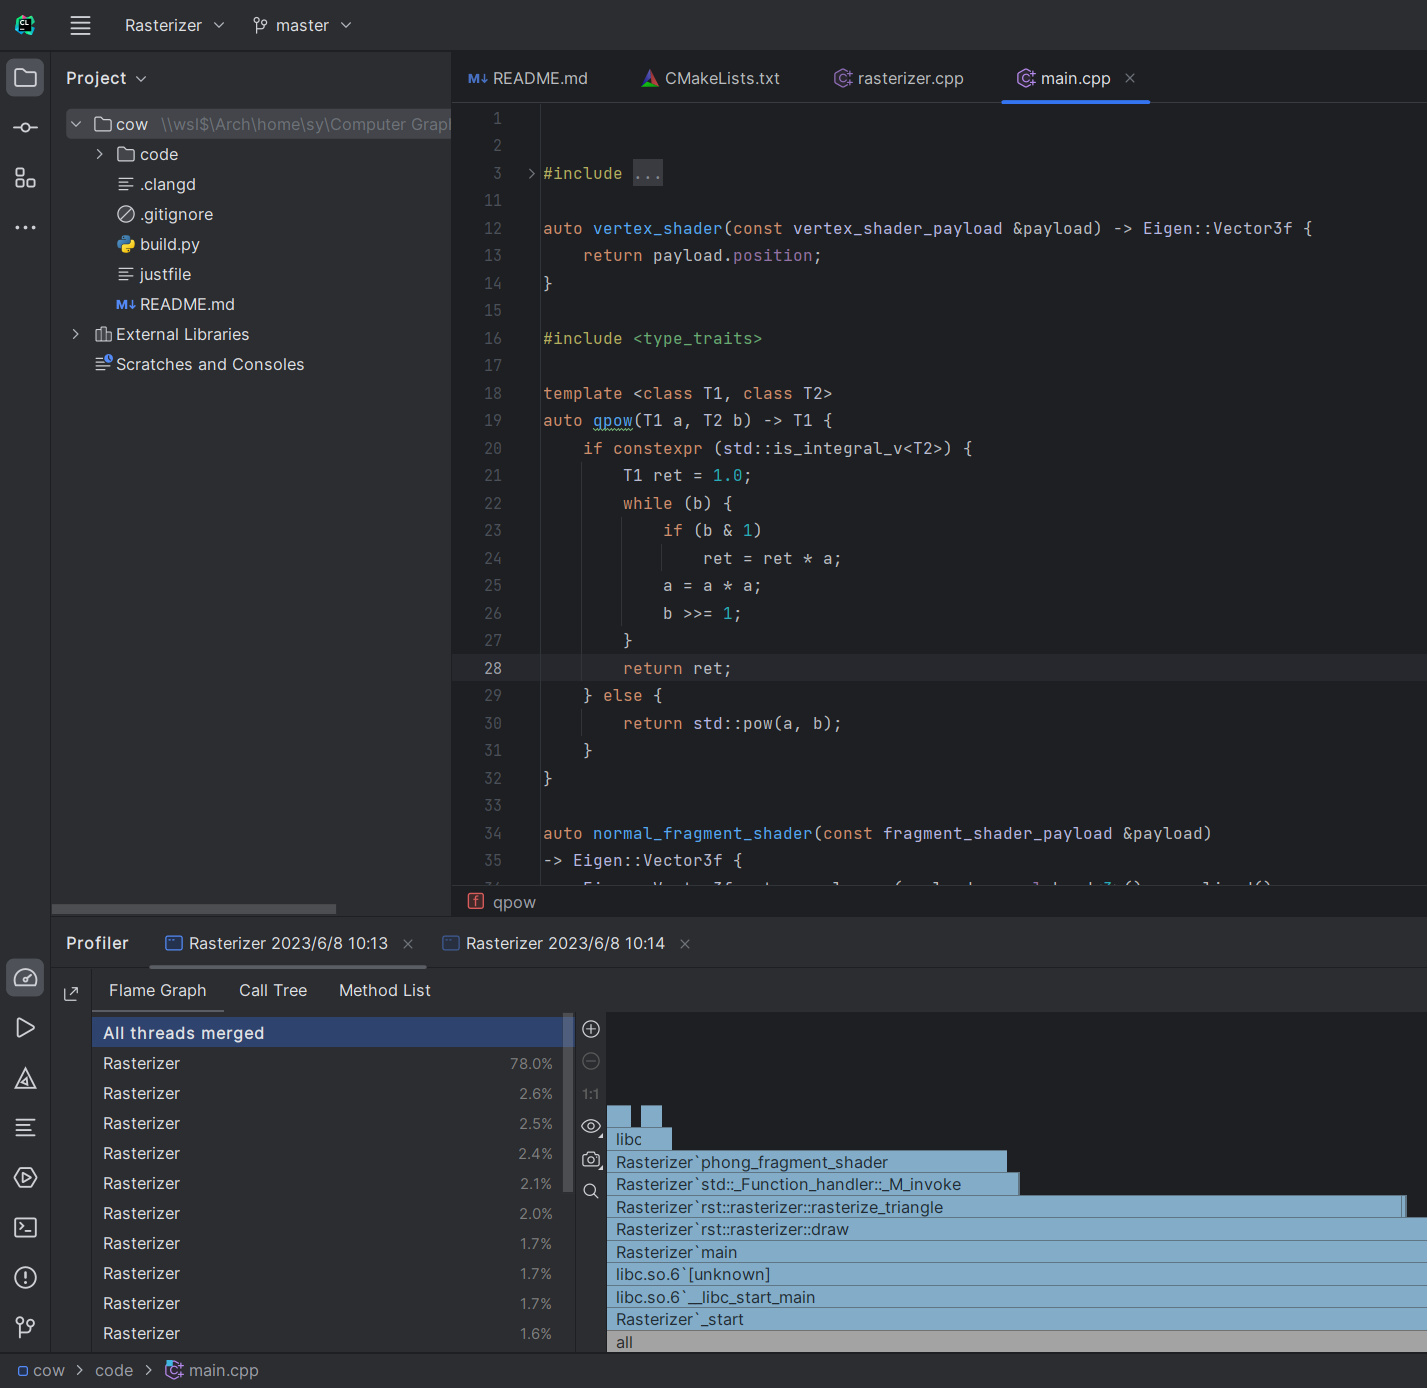 CL
Rasterizer
master
Project
README.md
CMakeLists.txt
rasterizer.cpp
main.cpp
cow \\wsl$\Arch\home\sy\Computer Grap
code
.clangd
.gitignore
build.py
justfile
M↓ README.md
External Libraries
Scratches and Consoles
1
2
3 #include ...
11
12 auto vertex_shader(const vertex_shader_payload &payload) -> Eigen::Vector3f {
13 return payload.position;
14 }
15
16 #include <type_traits>
17
18 template <class T1, class T2>
19 auto qpow(T1 a, T2 b) -> T1 {
20 if constexpr (std::is_integral_v<T2>) {
21 T1 ret = 1.0;
22 while (b) {
23 if (b & 1)
24 ret = ret * a;
25 a = a * a;
26 b >>= 1;
27 }
28 return ret;
29 } else {
30 return std::pow(a, b);
31 }
32 }
33
34 auto normal_fragment_shader(const fragment_shader_payload &payload)
35 -> Eigen::Vector3f {
f qpow
Profiler
Rasterizer 2023/6/8 10:13
Rasterizer 2023/6/8 10:14
Flame Graph Call Tree Method List
All threads merged
Rasterizer 78.0%
Rasterizer 2.6%
Rasterizer 2.5%
Rasterizer 2.4%
Rasterizer 2.1%
Rasterizer 2.0%
Rasterizer 1.7%
Rasterizer 1.7%
Rasterizer 1.7%
Rasterizer 1.6%
1:1
libc
Rasterizer`phong_fragment_shader
Rasterizer`std::_Function_handler::_M_invoke
Rasterizer`rst::rasterizer::rasterize_triangle
Rasterizer`rst::rasterizer::draw
Rasterizer`main
libc.so.6`[unknown]
libc.so.6`__libc_start_main
Rasterizer`_start
all
cow > code > main.cpp